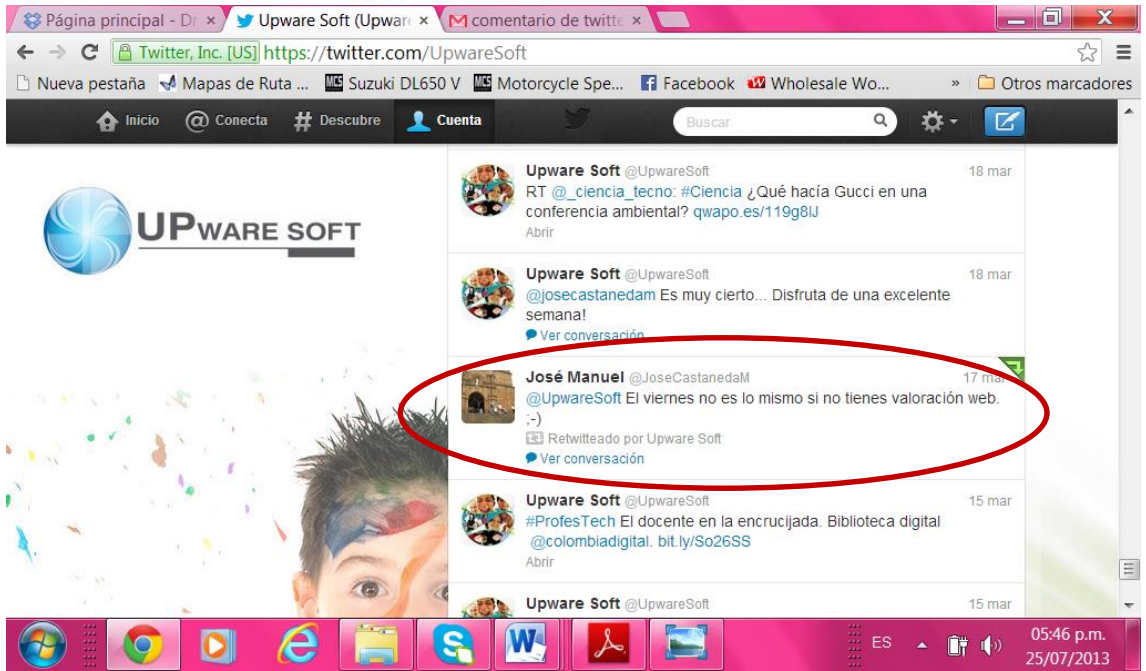 Página principal - Dr
Upware Soft (Upware
comentario de twitte
Twitter, Inc. [US] https://twitter.com/UpwareSoft
Nueva pestaña Mapas de Ruta ... Suzuki DL650 V Motorcycle Spe... Facebook Wholesale Wo... » Otros marcadores
Inicio Conecta Descubre Cuenta Buscar
UPWARE SOFT
Upware Soft @UpwareSoft 18 mar
RT @_ciencia_tecno: #Ciencia ¿Qué hacía Gucci en una
conferencia ambiental? qwapo.es/119g8lJ
Abrir
Upware Soft @UpwareSoft 18 mar
@josecastanedam Es muy cierto... Disfruta de una excelente
semana!
Ver conversación
José Manuel @JoseCastanedaM 17 mar
@UpwareSoft El viernes no es lo mismo si no tienes valoración web.
;-)
Retwitteado por Upware Soft
Ver conversación
Upware Soft @UpwareSoft 15 mar
#ProfesTech El docente en la encrucijada. Biblioteca digital
@colombiadigital. bit.ly/So26SS
Abrir
Upware Soft @UpwareSoft 15 mar
ES
05:46 p.m.
25/07/2013